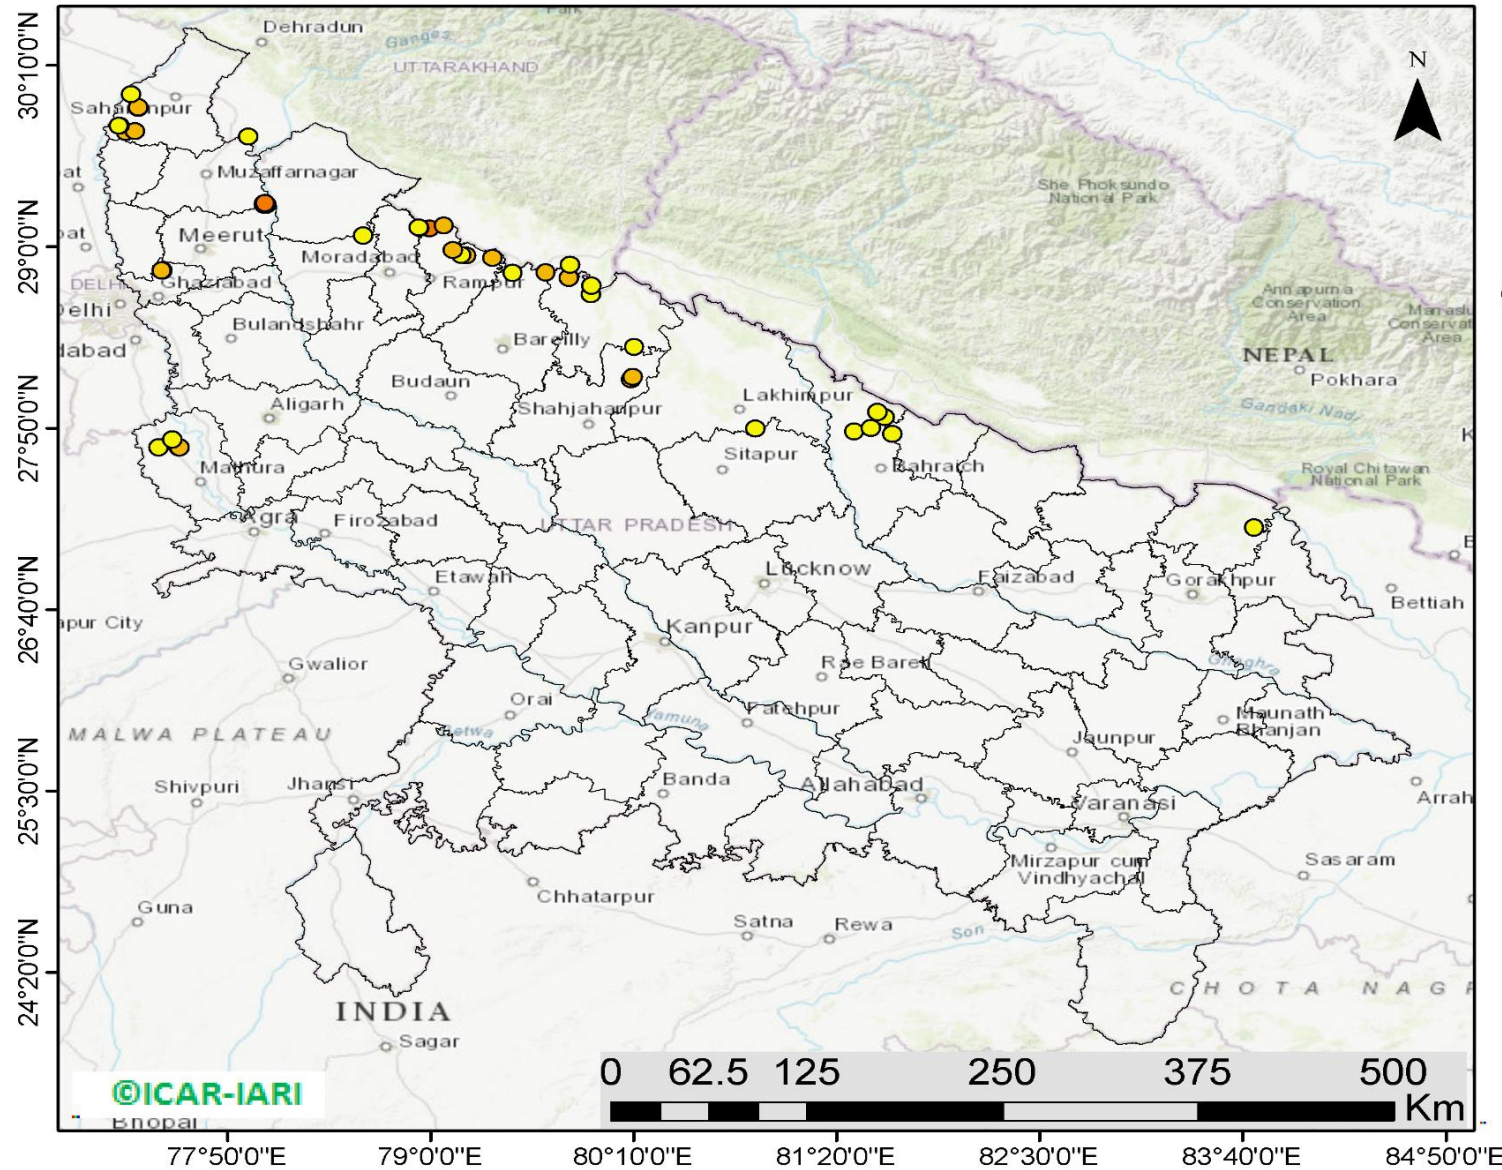 30°10'0"N
29°0'0"N
27°50'0"N
26°40'0"N
25°30'0"N
24°20'0"N
Dehradun
Ganges
UTTARAKHAND
N
Muzaffarnagar
She Phoksundo
National Park
Meerut
Moradabad
DELHI
Ghaziabad
Rampur
Delhi
Annapurna
Conservation
Area
Bulandshahr
Bareilly
NEPAL
Pokhara
Budaun
Aligarh
Shahjahanpur
Lakhimpur
Gandaki Nadi
Mathura
Sitapur
Bahraich
Royal Chitawan
National Park
Agra
Firozabad
UTTAR PRADESH
Etawah
Lucknow
Faizabad
Gorakhpur
Bettiah
apur City
Kanpur
Gwalior
Rae Bareli
Ghaghra
Orai
Yamuna
Fatehpur
Maunath
Bhanjan
MALWA PLATEAU
Betwa
Jaunpur
Shivpuri
Jhansi
Banda
Allahabad
Varanasi
Arrah
Mirzapur cum
Vindhyachal
Sasaram
Chhatarpur
Guna
Satna
Rewa
Son
CHOTA NAG
INDIA
Sagar
©ICAR-IARI
Bhopal
0 62.5 125 250 375 500
Km
77°50'0"E 79°0'0"E 80°10'0"E 81°20'0"E 82°30'0"E 83°40'0"E 84°50'0"E